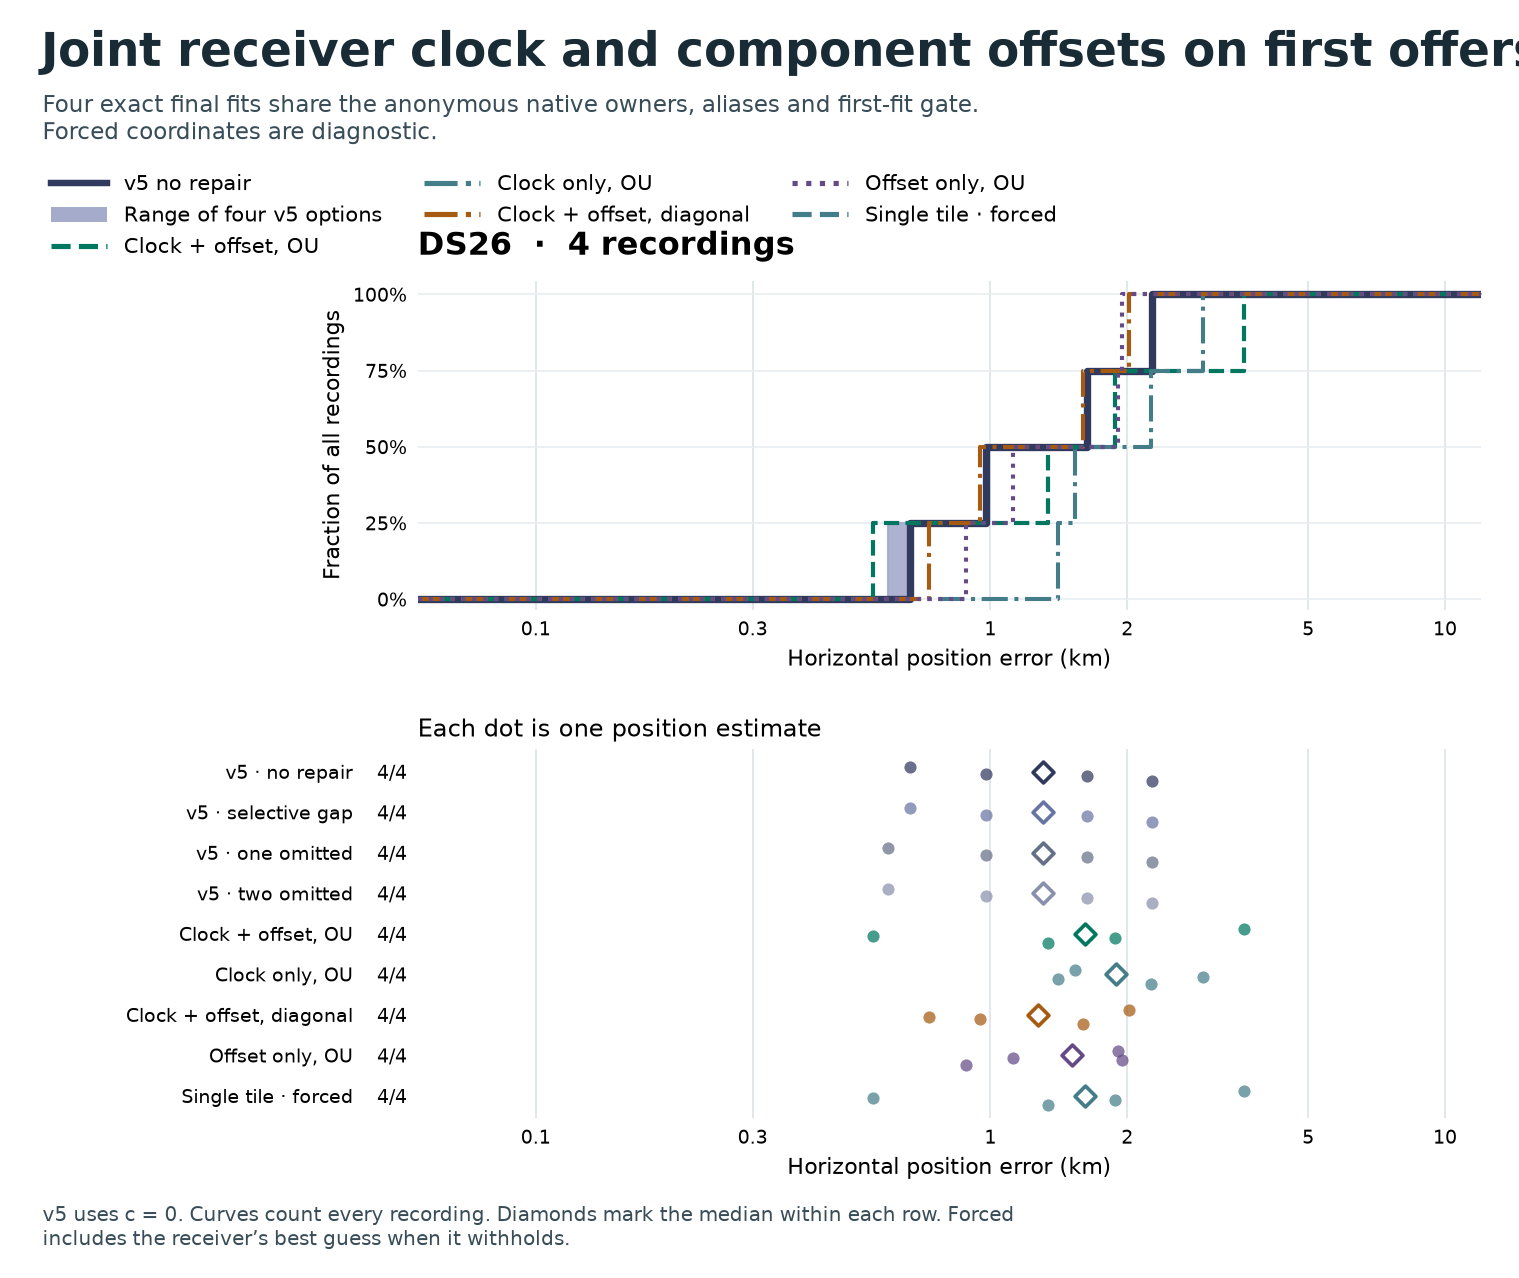 Joint receiver clock and component offsets on first offers
Four exact final fits share the anonymous native owners, aliases and first-fit gate.
Forced coordinates are diagnostic.
v5 no repair
Clock only, OU
Offset only, OU
Range of four v5 options
Clock + offset, diagonal
Single tile · forced
Clock + offset, OU
DS26 · 4 recordings
Fraction of all recordings
100%
75%
50%
25%
0%
0.1 0.3 1 2 5 10
Horizontal position error (km)
Each dot is one position estimate
v5 · no repair 4/4
v5 · selective gap 4/4
v5 · one omitted 4/4
v5 · two omitted 4/4
Clock + offset, OU 4/4
Clock only, OU 4/4
Clock + offset, diagonal 4/4
Offset only, OU 4/4
Single tile · forced 4/4
0.1 0.3 1 2 5 10
Horizontal position error (km)
v5 uses c = 0. Curves count every recording. Diamonds mark the median within each row. Forced
includes the receiver’s best guess when it withholds.